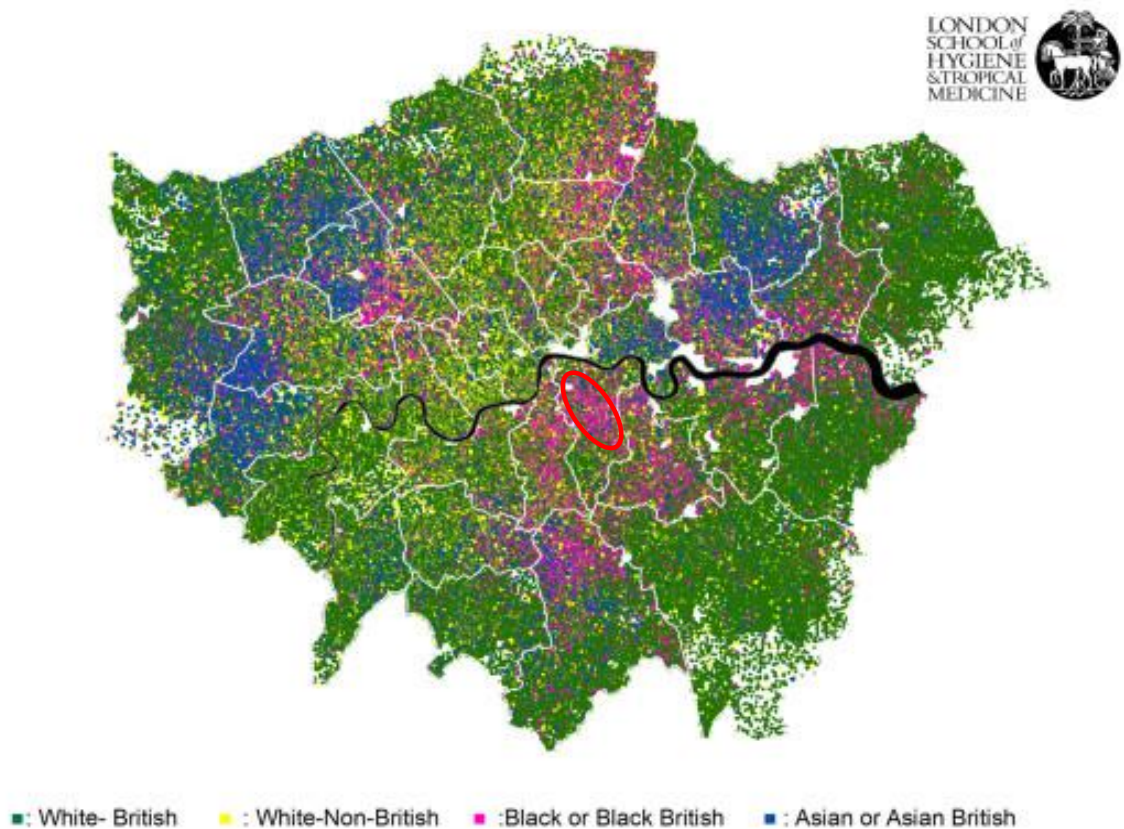 LONDON
SCHOOL of
HYGIENE
& TROPICAL
MEDICINE
: White- British : White-Non-British :Black or Black British : Asian or Asian British